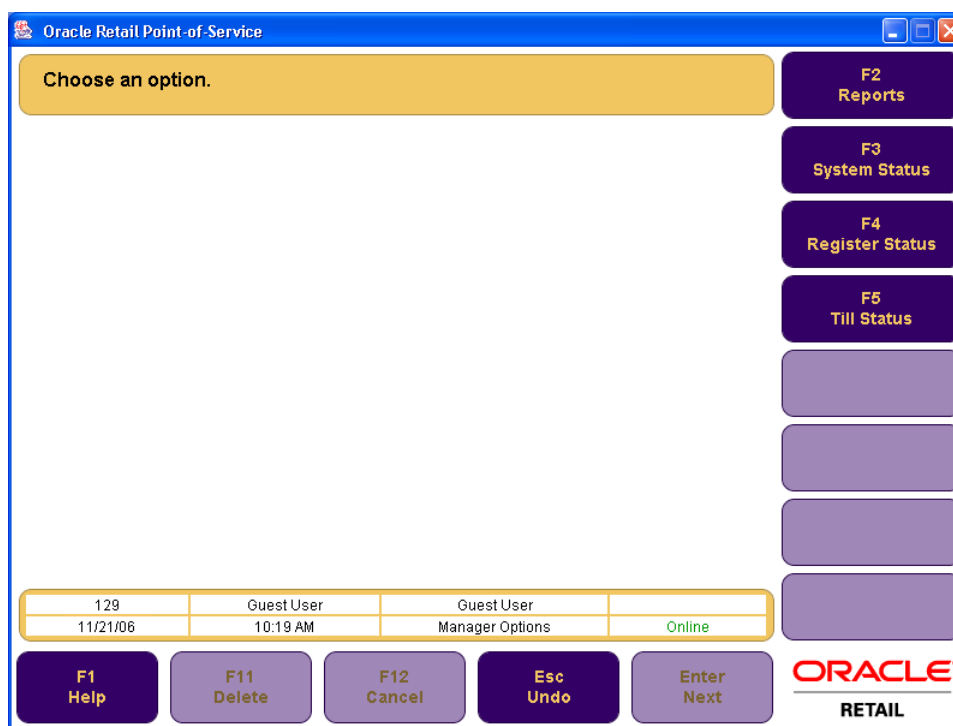 Oracle Retail Point-of-Service
Choose an option.
F2
Reports
F3
System Status
F4
Register Status
F5
Till Status
129 Guest User Guest User
11/21/06 10:19 AM Manager Options Online
F1
Help
F11
Delete
F12
Cancel
Esc
Undo
Enter
Next
ORACLE
RETAIL